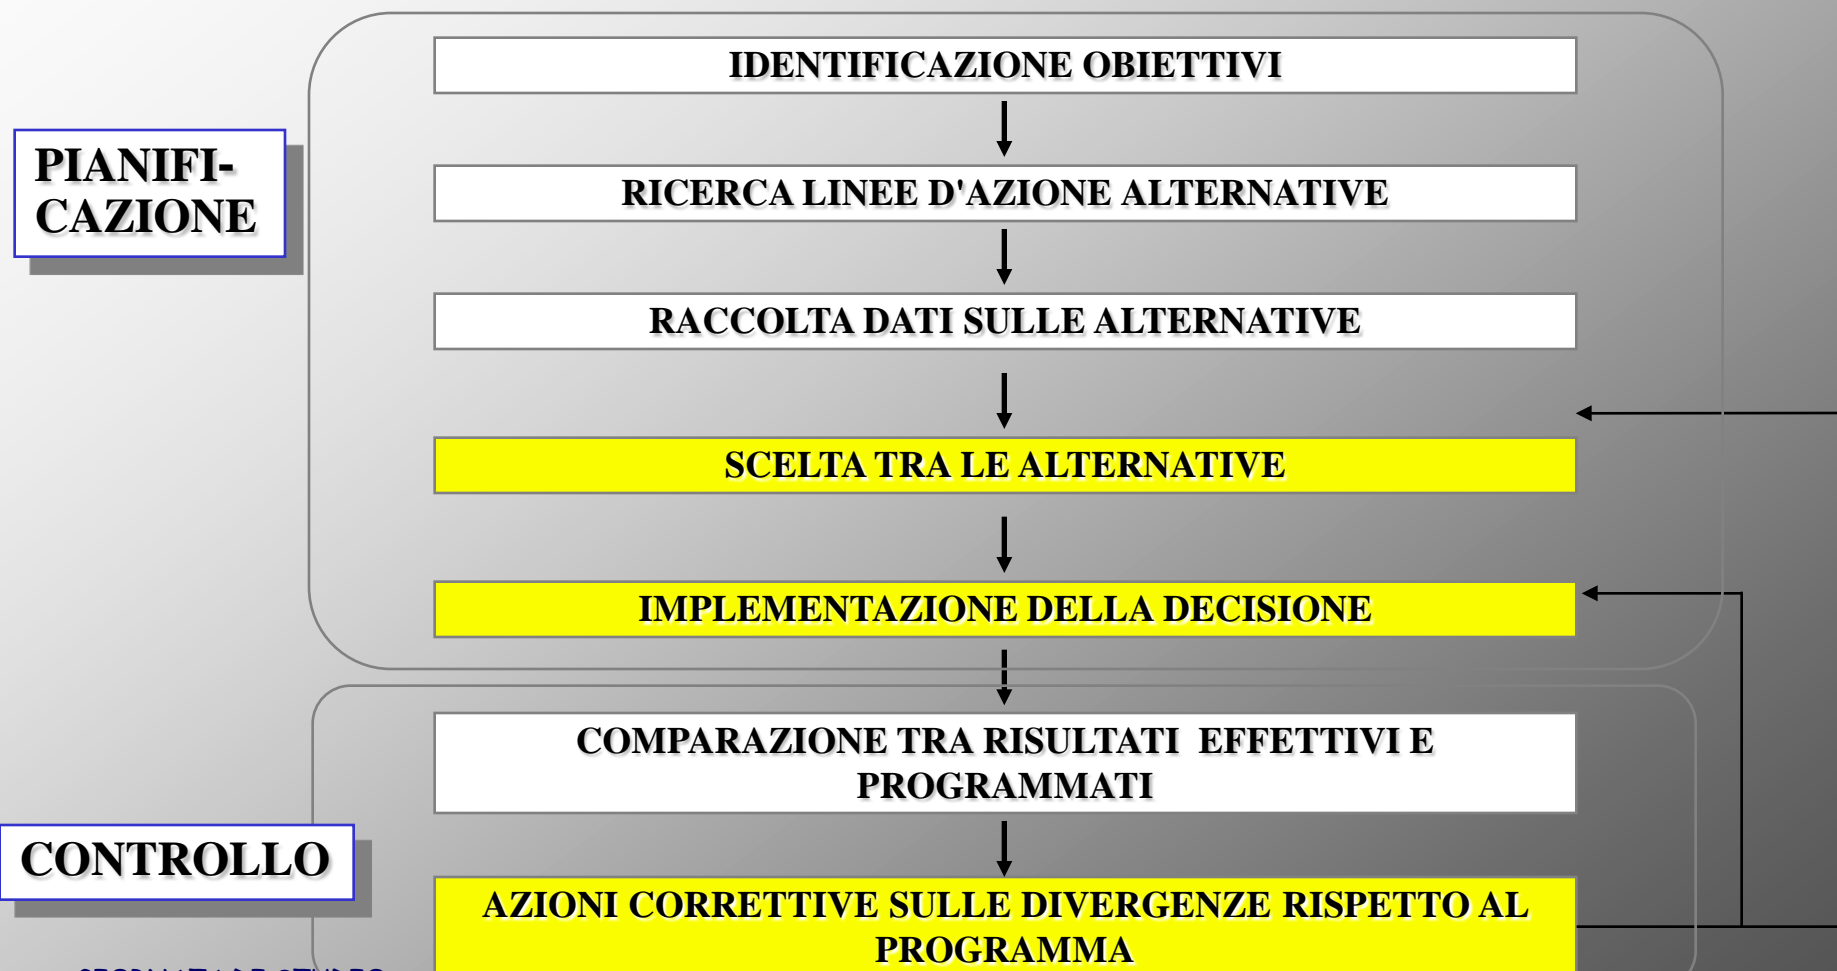 IDENTIFICAZIONE OBIETTIVI
PIANIFI-
CAZIONE
RICERCA LINEE D'AZIONE ALTERNATIVE
RACCOLTA DATI SULLE ALTERNATIVE
SCELTA TRA LE ALTERNATIVE
IMPLEMENTAZIONE DELLA DECISIONE
COMPARAZIONE TRA RISULTATI EFFETTIVI E
PROGRAMMATI
CONTROLLO
AZIONI CORRETTIVE SULLE DIVERGENZE RISPETTO AL
PROGRAMMA